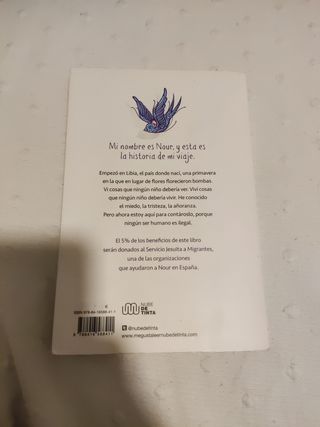 Mi nombre es Nour, y esta es
la historia de mi viaje.
Empezó en Libia, el país donde nací, una primavera
en la que en lugar de flores florecieron bombas.
Vi cosas que ningún niño debería ver. Viví cosas
que ningún niño debería vivir. He conocido
el miedo, la tristeza, la añoranza.
Pero ahora estoy aquí para contároslo, porque
ningún ser humano es ilegal.
El 5% de los beneficios de este libro
serán donados al Servicio Jesuita a Migrantes,
una de las organizaciones
que ayudaron a Nour en España.
NUBE
DE TINTA
@nubedetinta
www.megustaleernubedetinta.com